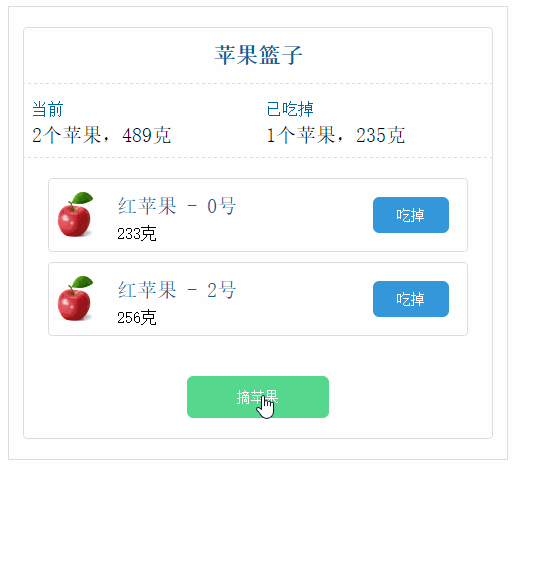 苹果篮子
当前
2个苹果，489克
已吃掉
1个苹果，235克
红苹果 - 0号
233克
吃掉
红苹果 - 2号
256克
吃掉
摘苹果